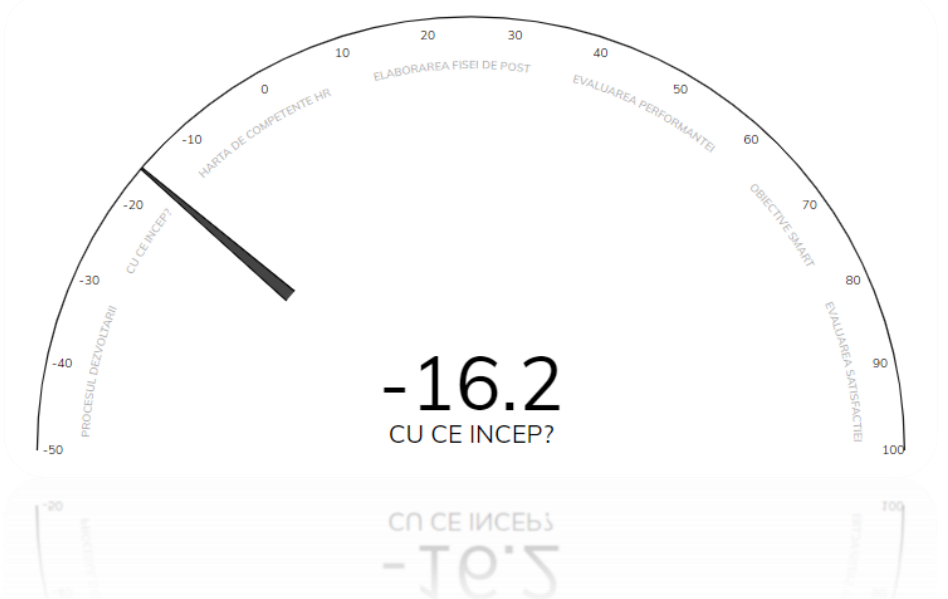 -50
-40
-30
-20
-10
0
10
20
30
40
50
60
70
80
90
100
PROCESUL DEZVOLTARII
CU CE INCEP?
HARTA DE COMPETENTE HR
ELABORAREA FISEI DE POST
EVALUAREA PERFORMANTEI
OBIECTIVE SMART
EVALUAREA SATISFACTIEI
-16.2
CU CE INCEP?